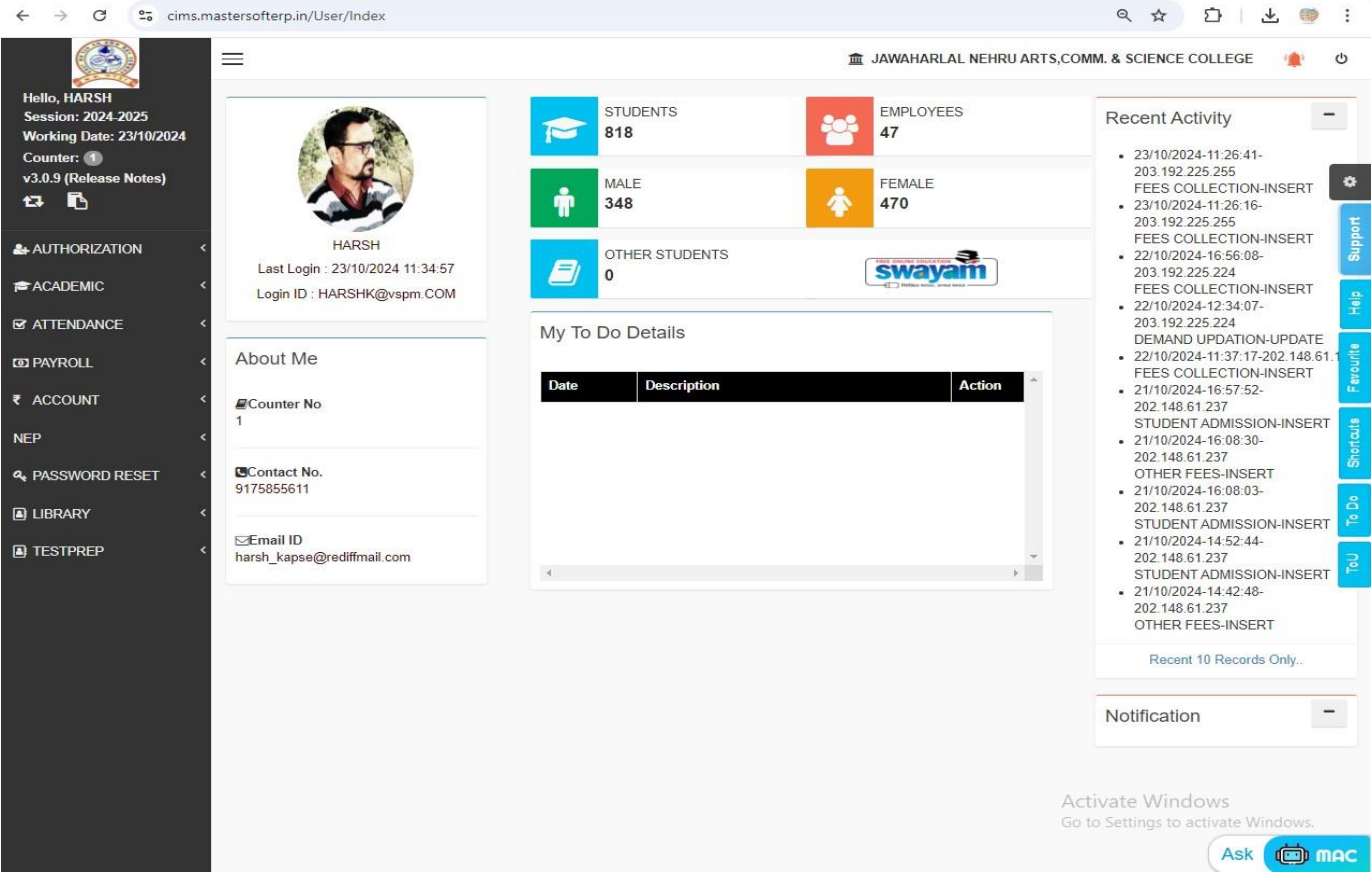 cims.mastersofterp.in/User/Index
JAWAHARLAL NEHRU ARTS,COMM. & SCIENCE COLLEGE
Hello, HARSH
Session: 2024-2025
Working Date: 23/10/2024
Counter: 1
v3.0.9 (Release Notes)
AUTHORIZATION
ACADEMIC
ATTENDANCE
PAYROLL
₹ ACCOUNT
NEP
PASSWORD RESET
LIBRARY
TESTPREP
HARSH
Last Login : 23/10/2024 11:34:57
Login ID : HARSHK@vspm.COM
About Me
Counter No
1
Contact No.
9175855611
Email ID
harsh_kapse@rediffmail.com
STUDENTS
818
EMPLOYEES
47
MALE
348
FEMALE
470
OTHER STUDENTS
0
FREE ONLINE EDUCATION
swayam
My To Do Details
Date Description Action
Recent Activity
23/10/2024-11:26:41-
203.192.225.255
FEES COLLECTION-INSERT
23/10/2024-11:26:16-
203.192.225.255
FEES COLLECTION-INSERT
22/10/2024-16:56:08-
203.192.225.224
FEES COLLECTION-INSERT
22/10/2024-12:34:07-
203.192.225.224
DEMAND UPDATION-UPDATE
22/10/2024-11:37:17-202.148.61.1
FEES COLLECTION-INSERT
21/10/2024-16:57:52-
202.148.61.237
STUDENT ADMISSION-INSERT
21/10/2024-16:08:30-
202.148.61.237
OTHER FEES-INSERT
21/10/2024-16:08:03-
202.148.61.237
STUDENT ADMISSION-INSERT
21/10/2024-14:52:44-
202.148.61.237
STUDENT ADMISSION-INSERT
21/10/2024-14:42:48-
202.148.61.237
OTHER FEES-INSERT
Recent 10 Records Only..
Notification
Support
Help
Favourite
Shortcuts
To Do
ToU
Activate Windows
Go to Settings to activate Windows.
Ask mac